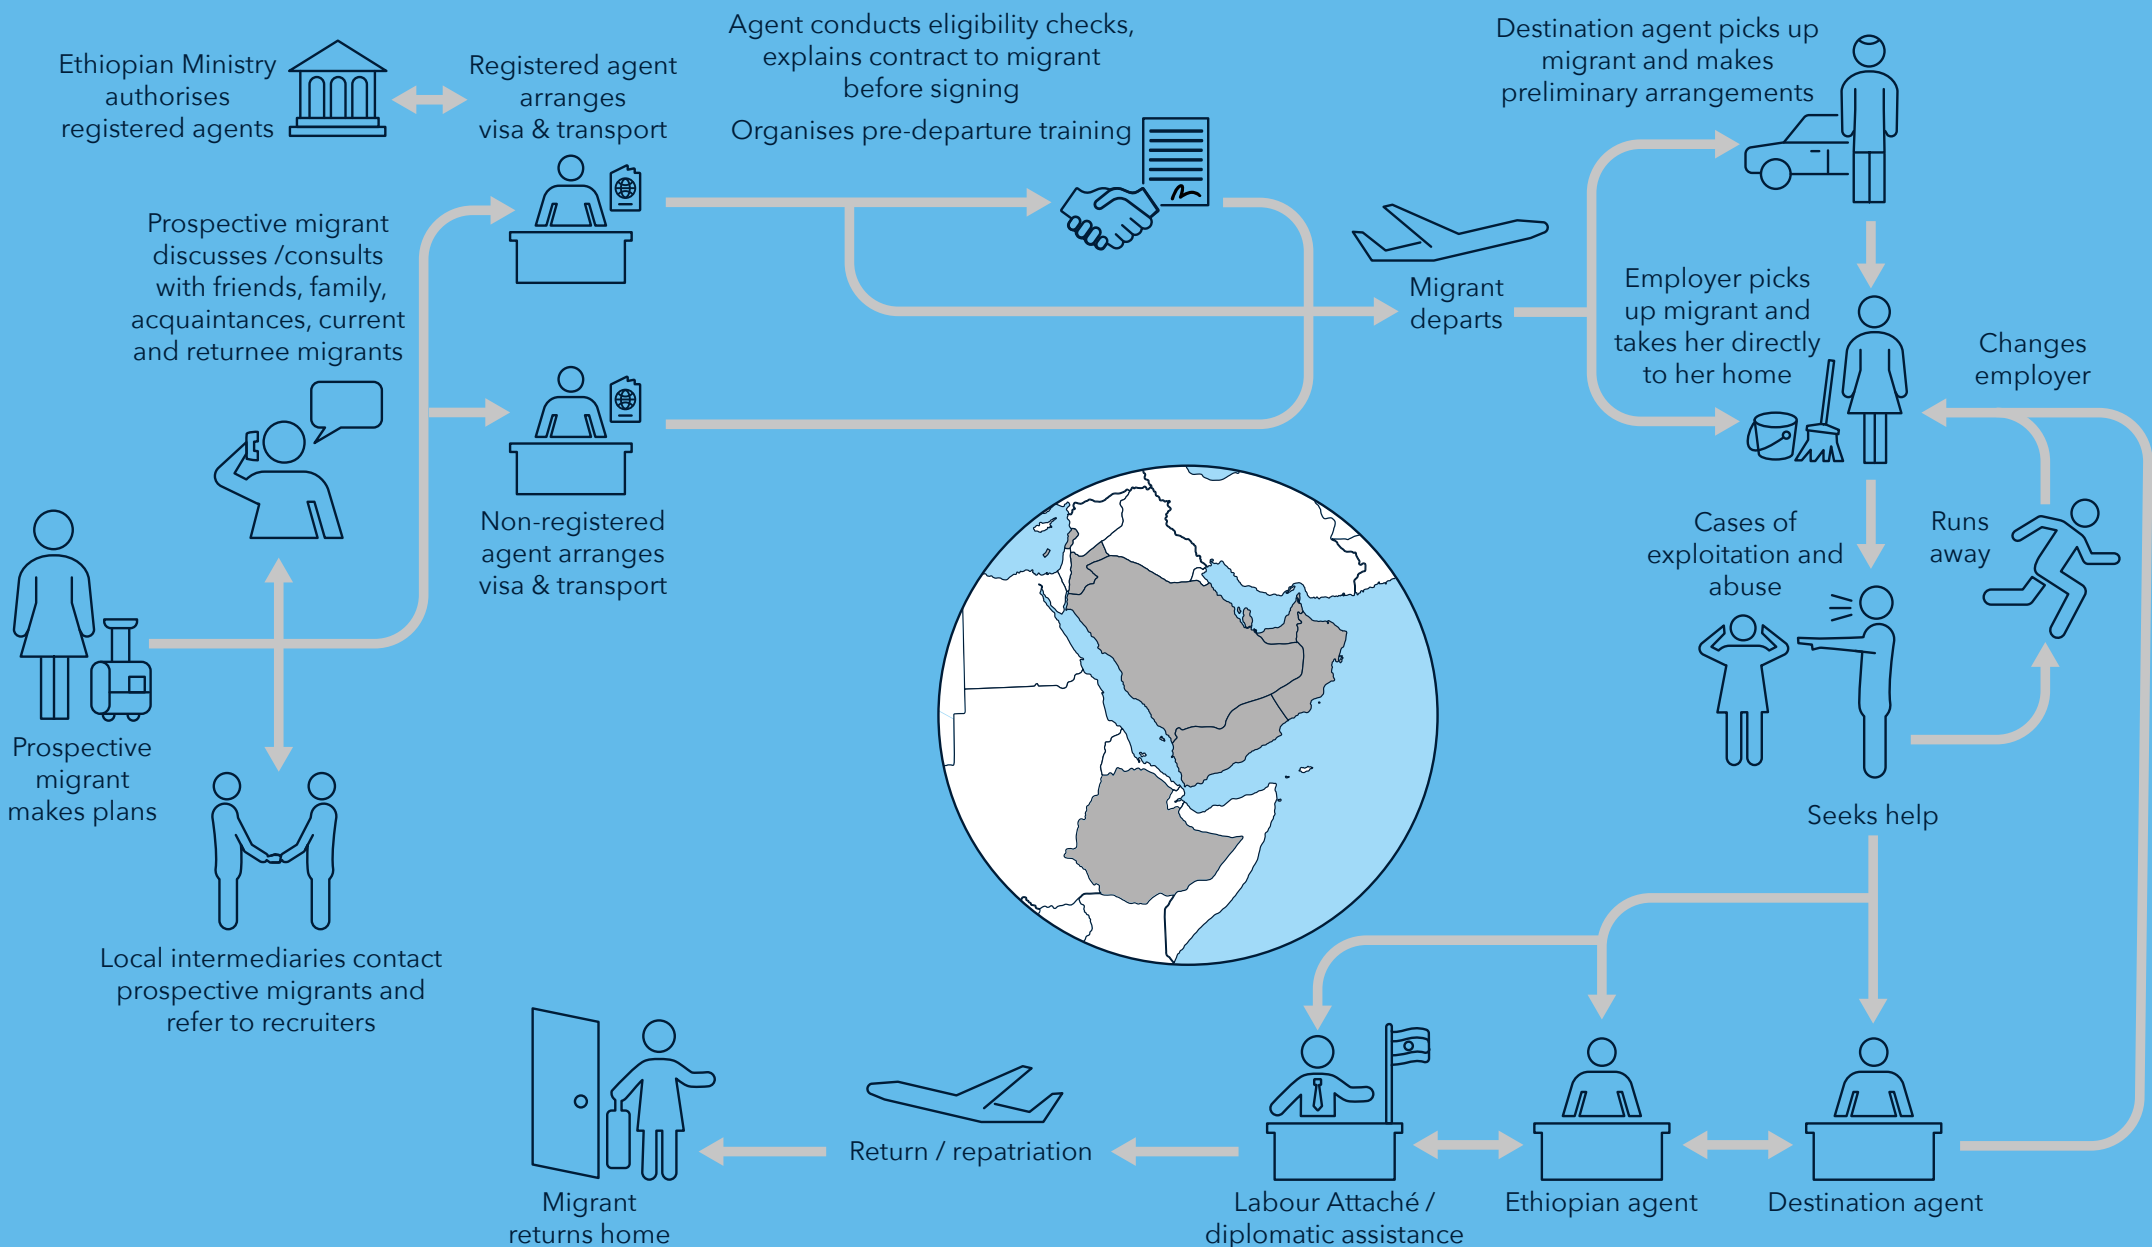 Ethiopian Ministry
authorises
registered agents
Registered agent
arranges
visa & transport
Agent conducts eligibility checks,
explains contract to migrant
before signing
Organises pre-departure training
Destination agent picks up
migrant and makes
preliminary arrangements
Prospective migrant
discusses /consults
with friends, family,
acquaintances, current
and returnee migrants
Migrant
departs
Employer picks
up migrant and
takes her directly
to her home
Changes
employer
Non-registered
agent arranges
visa & transport
Cases of
exploitation and
abuse
Runs
away
Prospective
migrant
makes plans
Seeks help
Local intermediaries contact
prospective migrants and
refer to recruiters
Return / repatriation
Migrant
returns home
Labour Attaché /
diplomatic assistance
Ethiopian agent
Destination agent